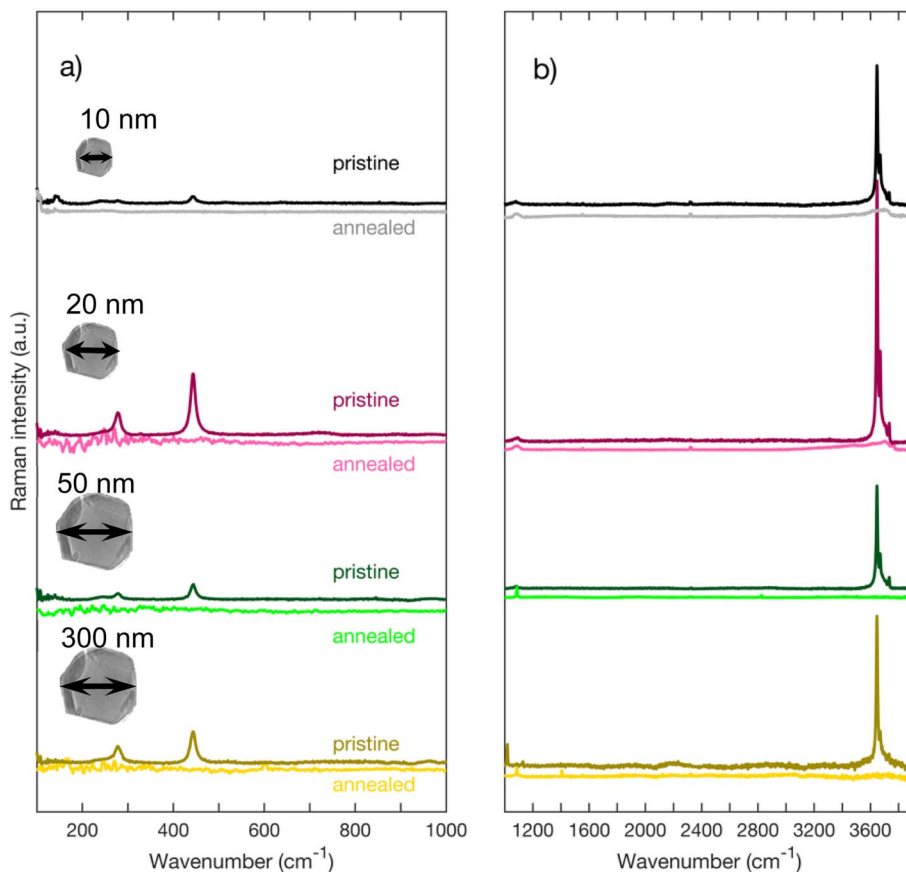 a)
10 nm
pristine
annealed
20 nm
pristine
annealed
50 nm
pristine
annealed
300 nm
pristine
annealed
Raman intensity (a.u.)
200 400 600 800 1000
Wavenumber (cm⁻¹)
b)
1200 1600 2000 2400 2800 3200 3600
Wavenumber (cm⁻¹)